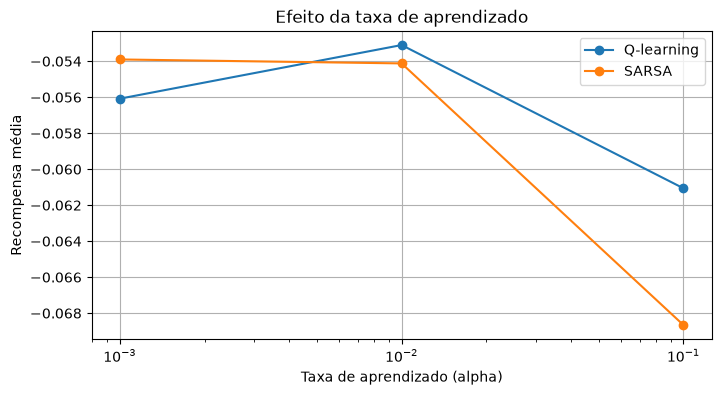 Efeito da taxa de aprendizado
Q-learning
SARSA
Recompensa média
−0.054
−0.056
−0.058
−0.060
−0.062
−0.064
−0.066
−0.068
10⁻³
10⁻²
10⁻¹
Taxa de aprendizado (alpha)